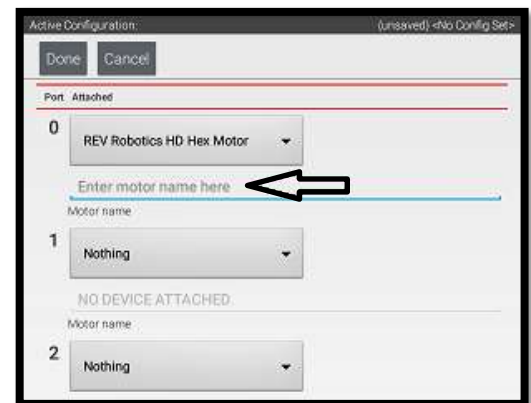 Active Configuration: (unsaved) <No Config Set>
Done Cancel
Port Attached
0 REV Robotics HD Hex Motor
Enter motor name here
Motor name
1 Nothing
NO DEVICE ATTACHED
Motor name
2 Nothing